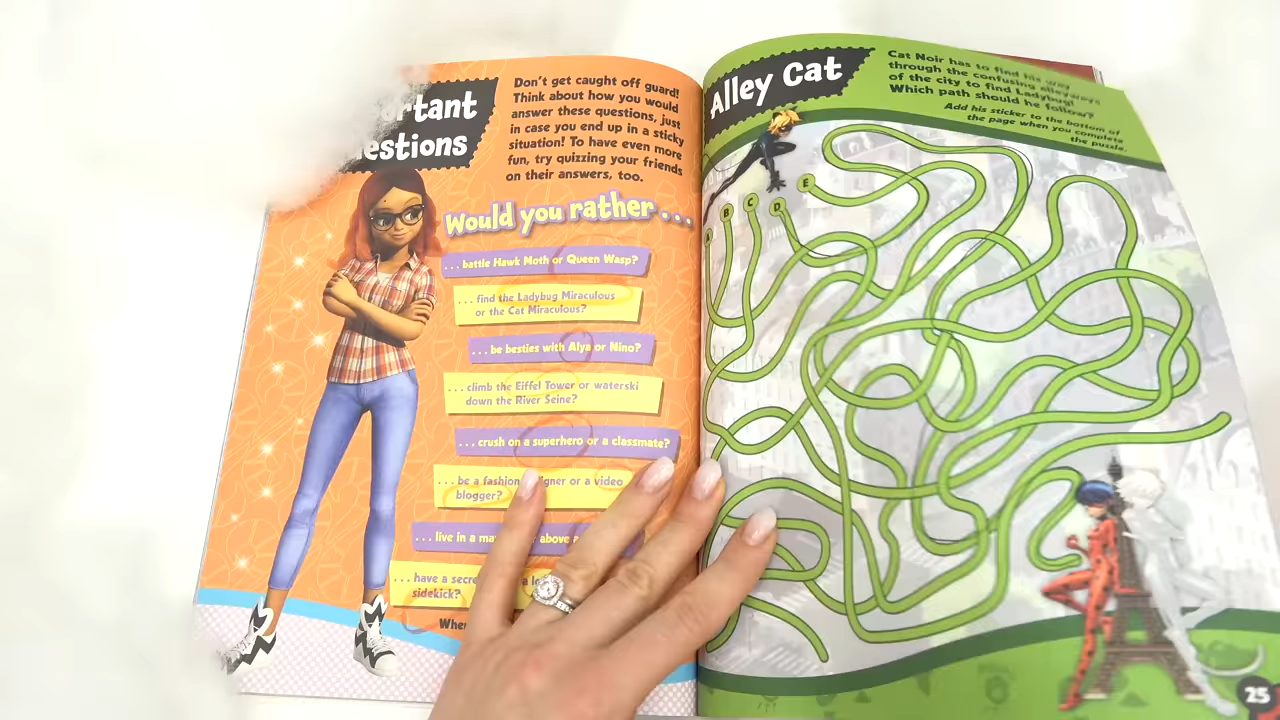 rtant
estions
Don't get caught off guard!
Think about how you would
answer these questions, just
in case you end up in a sticky
situation! To have even more
fun, try quizzing your friends
on their answers, too.
Would you rather ...
... battle Hawk Moth or Queen Wasp?
... find the Ladybug Miraculous
or the Cat Miraculous?
... be besties with Alya or Nino?
... climb the Eiffel Tower or waterski
down the River Seine?
... crush on a superhero or a classmate?
... be a fashion igner or a video
blogger?
... live in a above a
... have a secre
sidekick?
Alley Cat
Cat Noir has to find his way
through the confusing alleyways
of the city to find Ladybug!
Which path should he follow?
Add his sticker to the bottom of
the page when you complete
the puzzle.
B
C
D
E
25